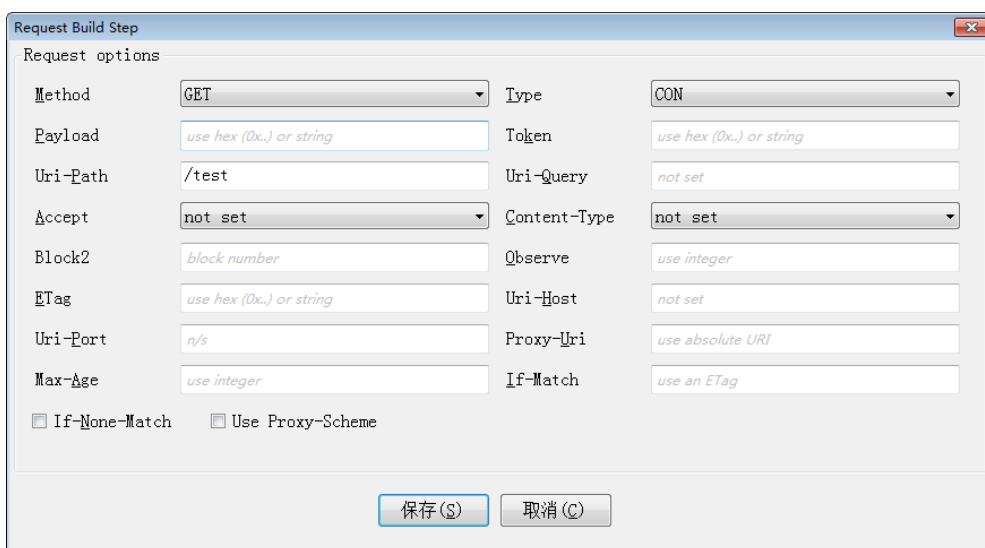 Request Build Step
Request options
Method GET Type CON
Payload use hex (0x..) or string Token use hex (0x..) or string
Uri-Path /test Uri-Query not set
Accept not set Content-Type not set
Block2 block number Observe use integer
ETag use hex (0x..) or string Uri-Host not set
Uri-Port n/s Proxy-Uri use absolute URI
Max-Age use integer If-Match use an ETag
If-None-Match Use Proxy-Scheme
保存(S) 取消(C)